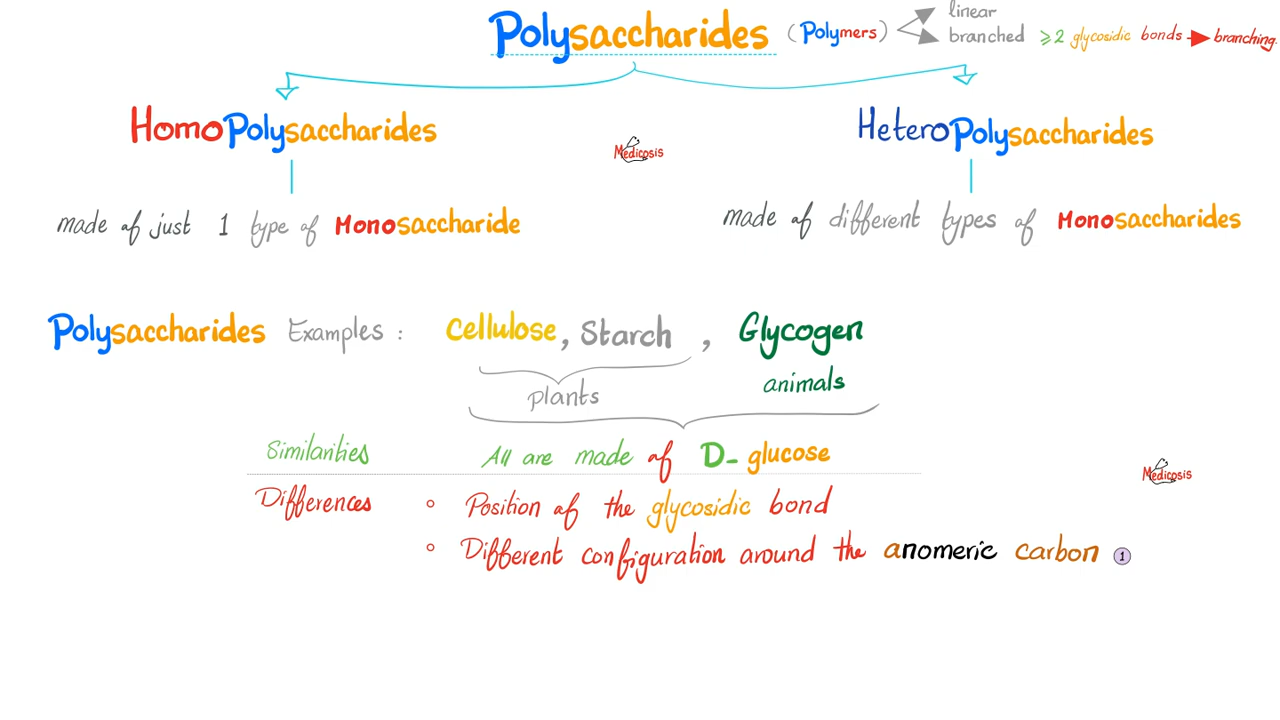 Polysaccharides (Polymers) linear
branched ≥2 glycosidic bonds branching.
HomoPolysaccharides HeteroPolysaccharides
Medicosis
made of just 1 type of Monosaccharide made of different types of Monosaccharides
Polysaccharides Examples: Cellulose, Starch, Glycogen
plants animals
Similarities All are made of D-glucose
Medicosis
Differences Position of the glycosidic bond
Different configuration around the anomeric carbon 1